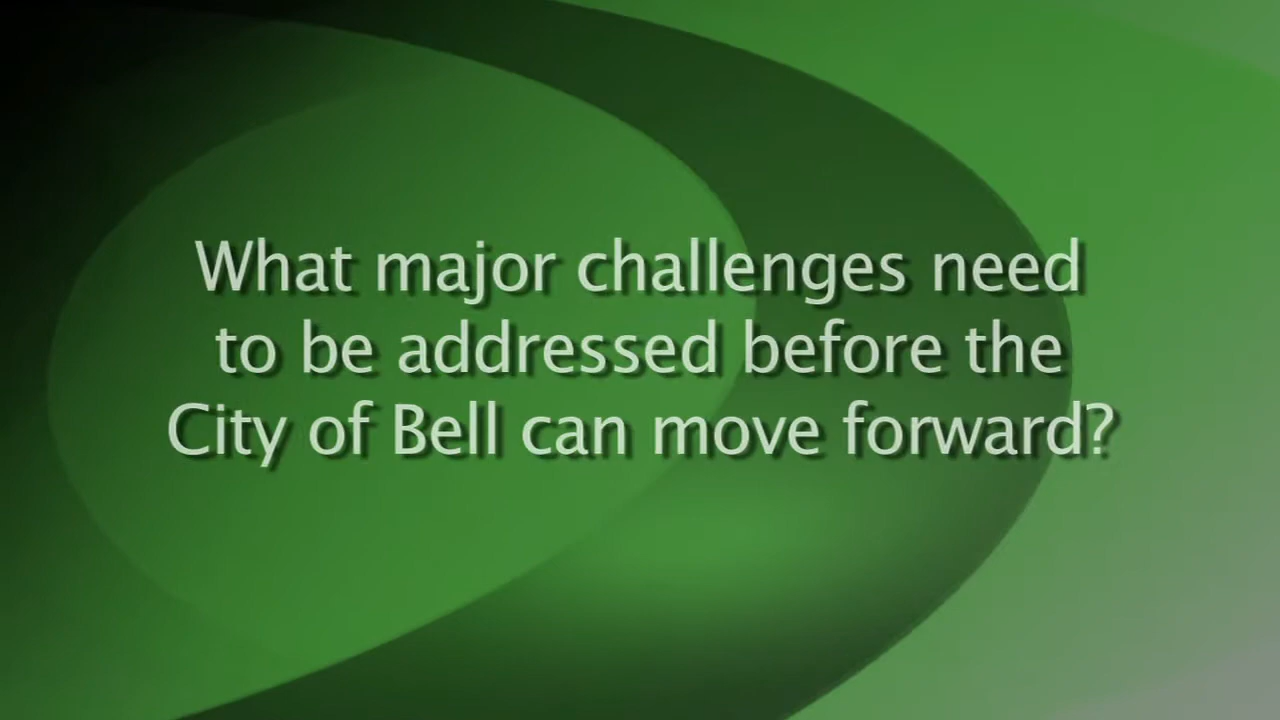 What major challenges need
to be addressed before the
City of Bell can move forward?